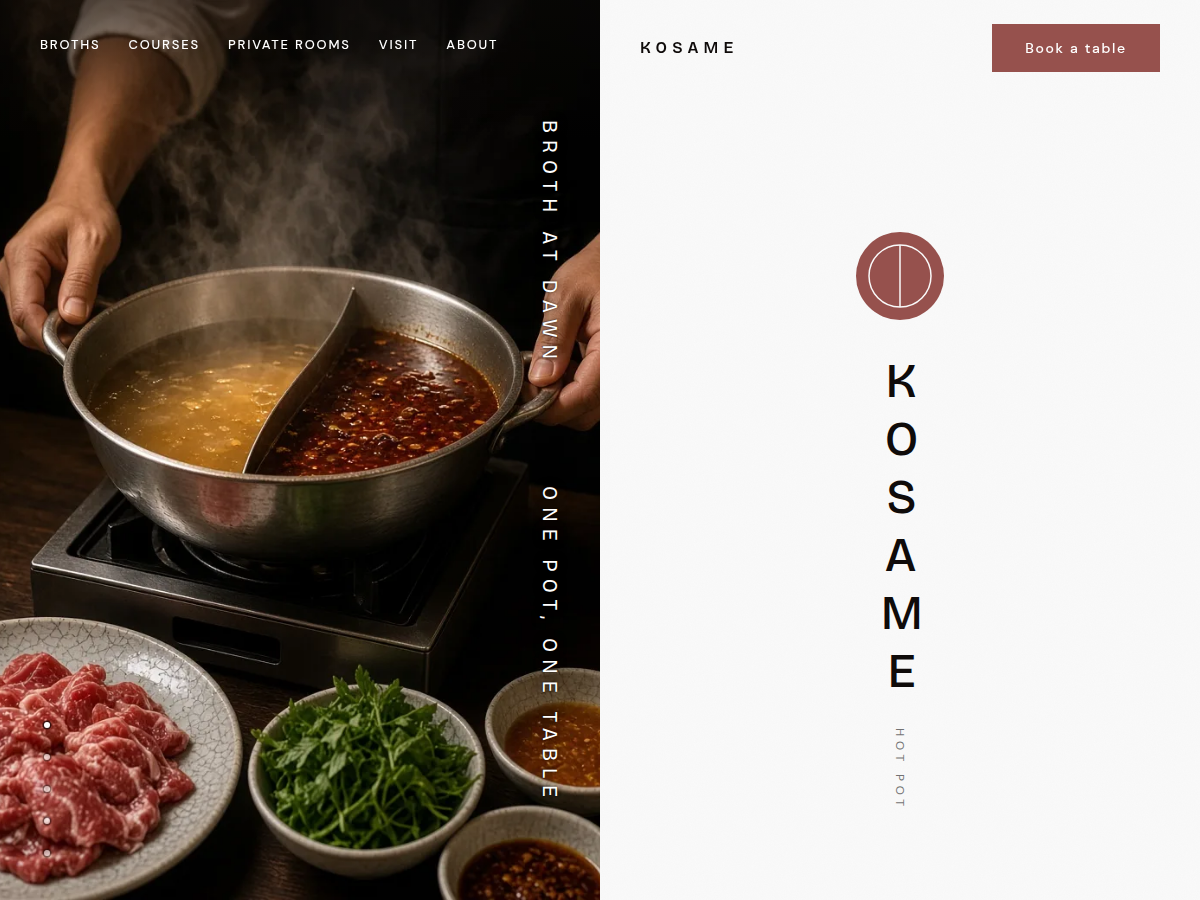 BROTHS COURSES PRIVATE ROOMS VISIT ABOUT
KOSAME
Book a table
BROTH AT DAWN
ONE POT, ONE TABLE
KOSAME
HOT POT